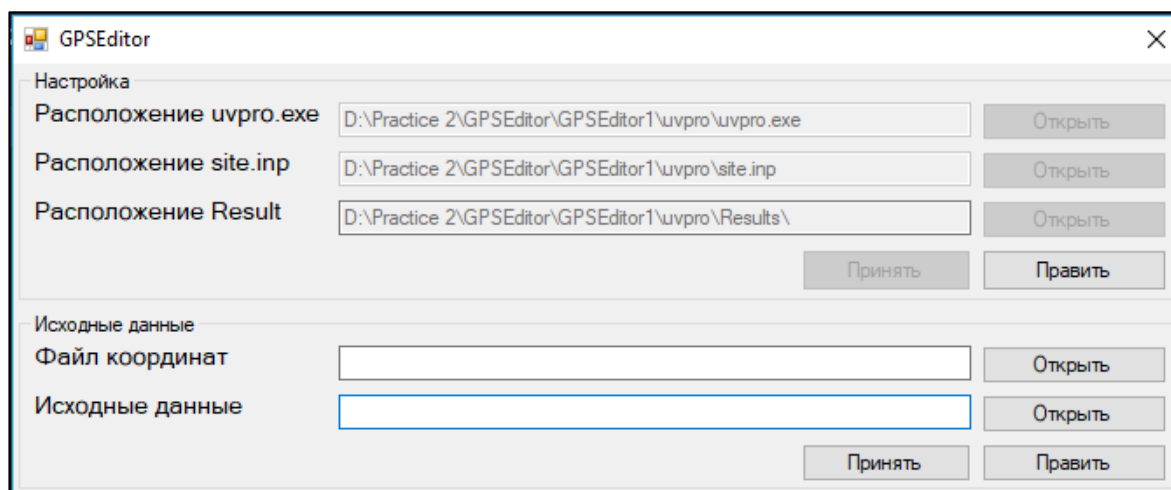 GPSEditor
Настройка
Расположение uvpro.exe D:\Practice 2\GPSEditor\GPSEditor1\uvpro\uvpro.exe Открыть
Расположение site.inp D:\Practice 2\GPSEditor\GPSEditor1\uvpro\site.inp Открыть
Расположение Result D:\Practice 2\GPSEditor\GPSEditor1\uvpro\Results\ Открыть
Принять Править
Исходные данные
Файл координат Открыть
Исходные данные Открыть
Принять Править